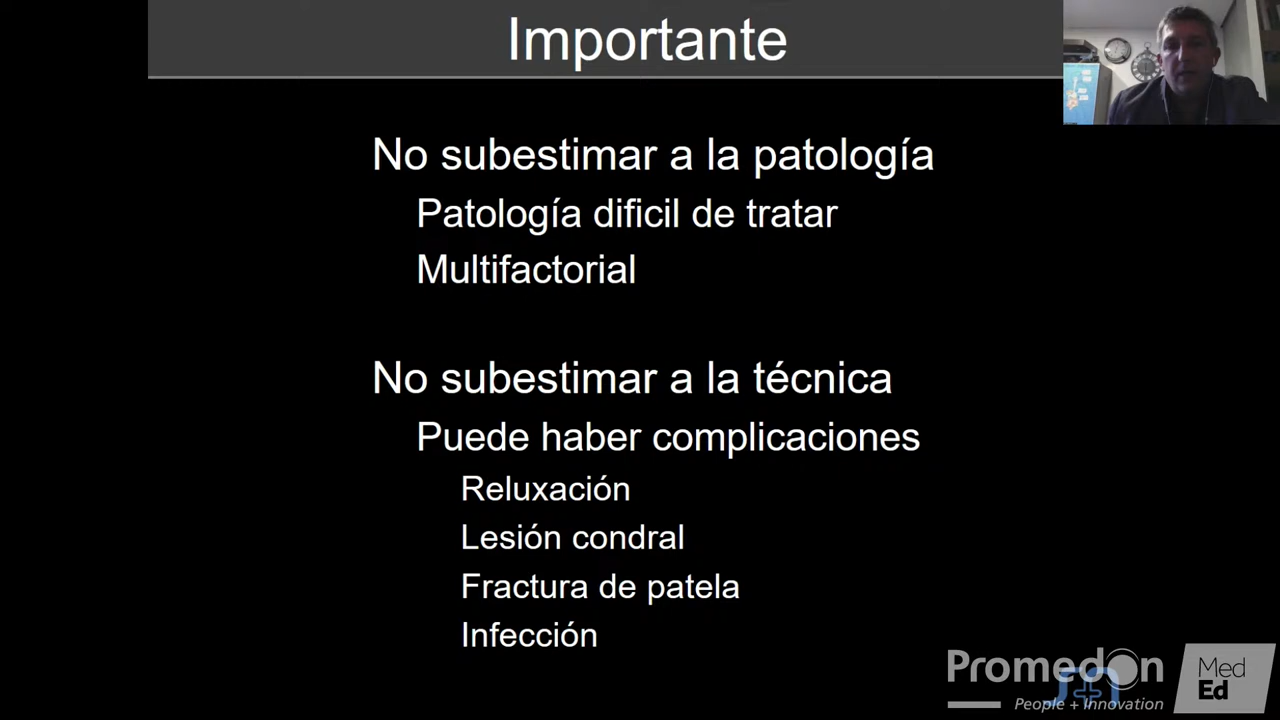 Importante
No subestimar a la patología
Patología dificil de tratar
Multifactorial
No subestimar a la técnica
Puede haber complicaciones
Reluxación
Lesión condral
Fractura de patela
Infección
Promedon
People + Innovation
Med
Ed